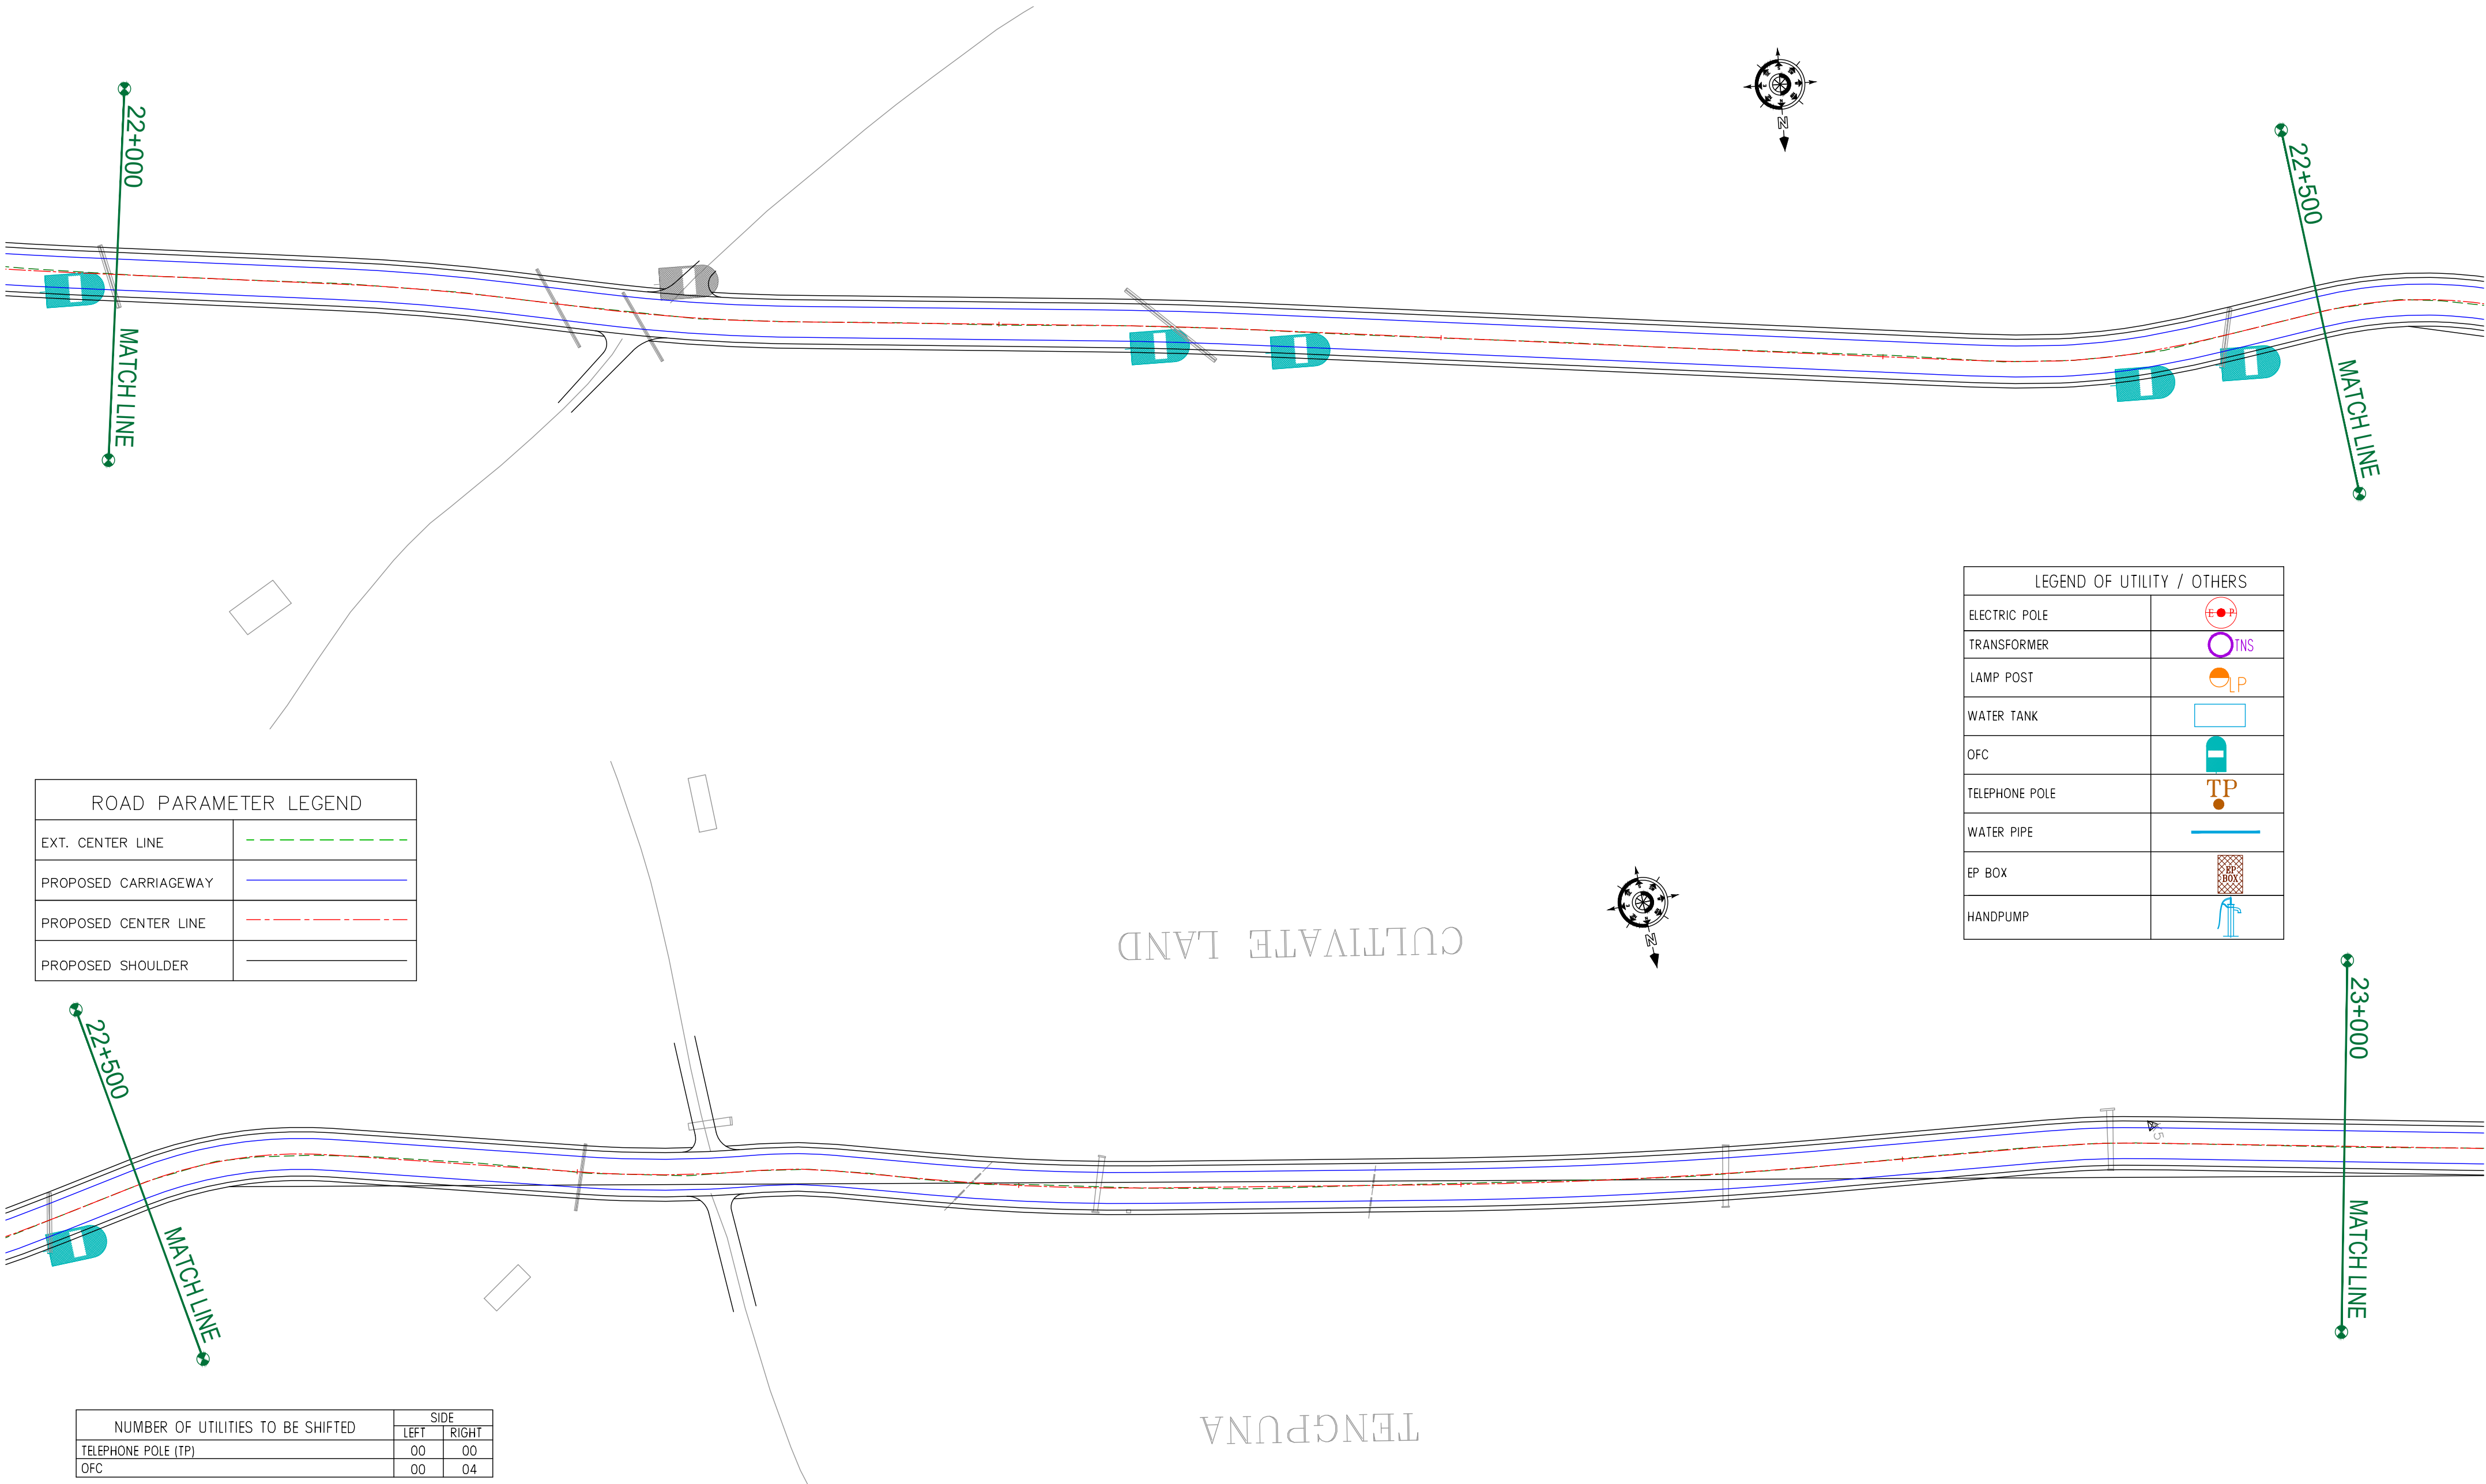 22+000
MATCH LINE
N
22+500
MATCH LINE
LEGEND OF UTILITY / OTHERS
ELECTRIC POLE E P
TRANSFORMER TNS
LAMP POST LP
WATER TANK
OFC
TELEPHONE POLE TP
WATER PIPE
EP BOX EP
BOX
HANDPUMP
ROAD PARAMETER LEGEND
EXT. CENTER LINE
PROPOSED CARRIAGEWAY
PROPOSED CENTER LINE
PROPOSED SHOULDER
CULTIVATE LAND
N
22+500
MATCH LINE
23+000
MATCH LINE
TENGPUNA
NUMBER OF UTILITIES TO BE SHIFTED SIDE
LEFT RIGHT
TELEPHONE POLE (TP) 00 00
OFC 00 04